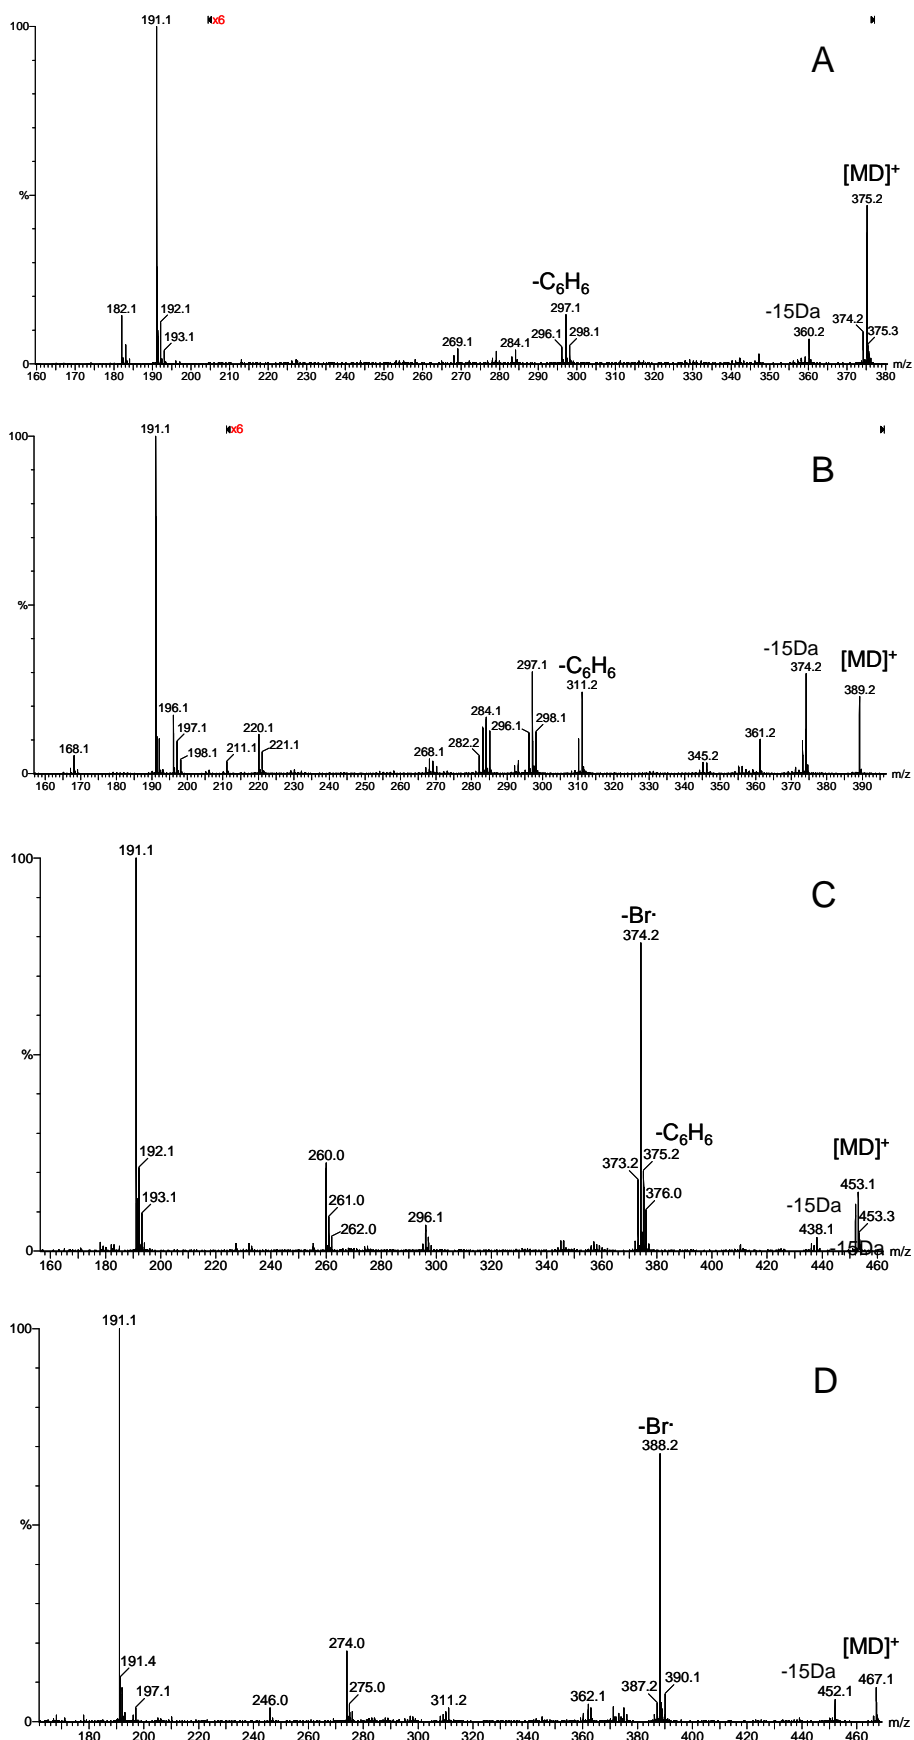 100
191.1
x6
A
[MD]+
375.2
%
-C6H6
182.1
192.1
193.1
297.1
-15Da
374.2
375.3
360.2
296.1
298.1
269.1
284.1
0
160 170 180 190 200 210 220 230 240 250 260 270 280 290 300 310 320 330 340 350 360 370 380 m/z
100
191.1
x6
B
%
-15Da
[MD]+
374.2
389.2
297.1
-C6H6
311.2
196.1
197.1
198.1
168.1
211.1
220.1
221.1
268.1
282.2
284.1
296.1
298.1
345.2
361.2
0
160 170 180 190 200 210 220 230 240 250 260 270 280 290 300 310 320 330 340 350 360 370 380 390 m/z
100
191.1
C
-Br·
374.2
%
-C6H6
[MD]+
192.1
193.1
260.0
261.0
262.0
296.1
373.2
375.2
376.0
-15Da
438.1
453.1
453.3
-15Da
0
160 180 200 220 240 260 280 300 320 340 360 380 400 420 440 460 m/z
100
191.1
D
-Br·
388.2
%
[MD]+
-15Da
467.1
452.1
191.4
197.1
246.0
274.0
275.0
311.2
362.1
387.2
390.1
0
180 200 220 240 260 280 300 320 340 360 380 400 420 440 460 m/z